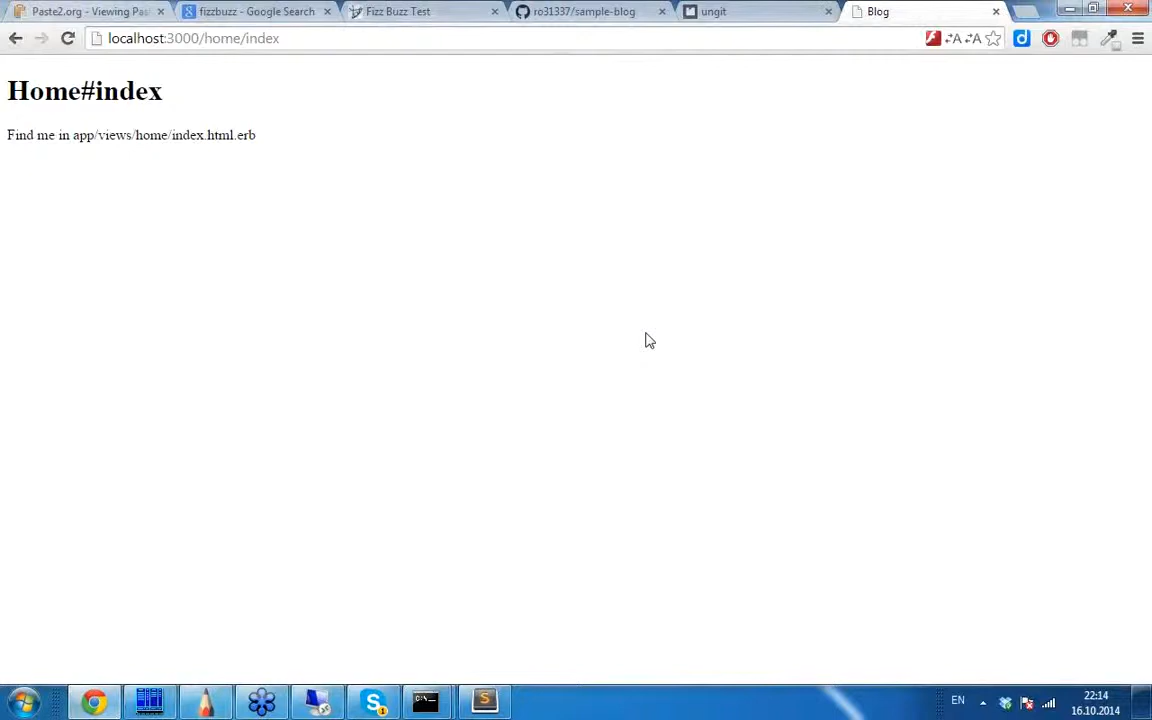 Paste2.org - Viewing Pas
fizzbuzz - Google Search
Fizz Buzz Test
ro31337/sample-blog
ungit
Blog
localhost:3000/home/index
Home#index
Find me in app/views/home/index.html.erb
EN
22:14
16.10.2014